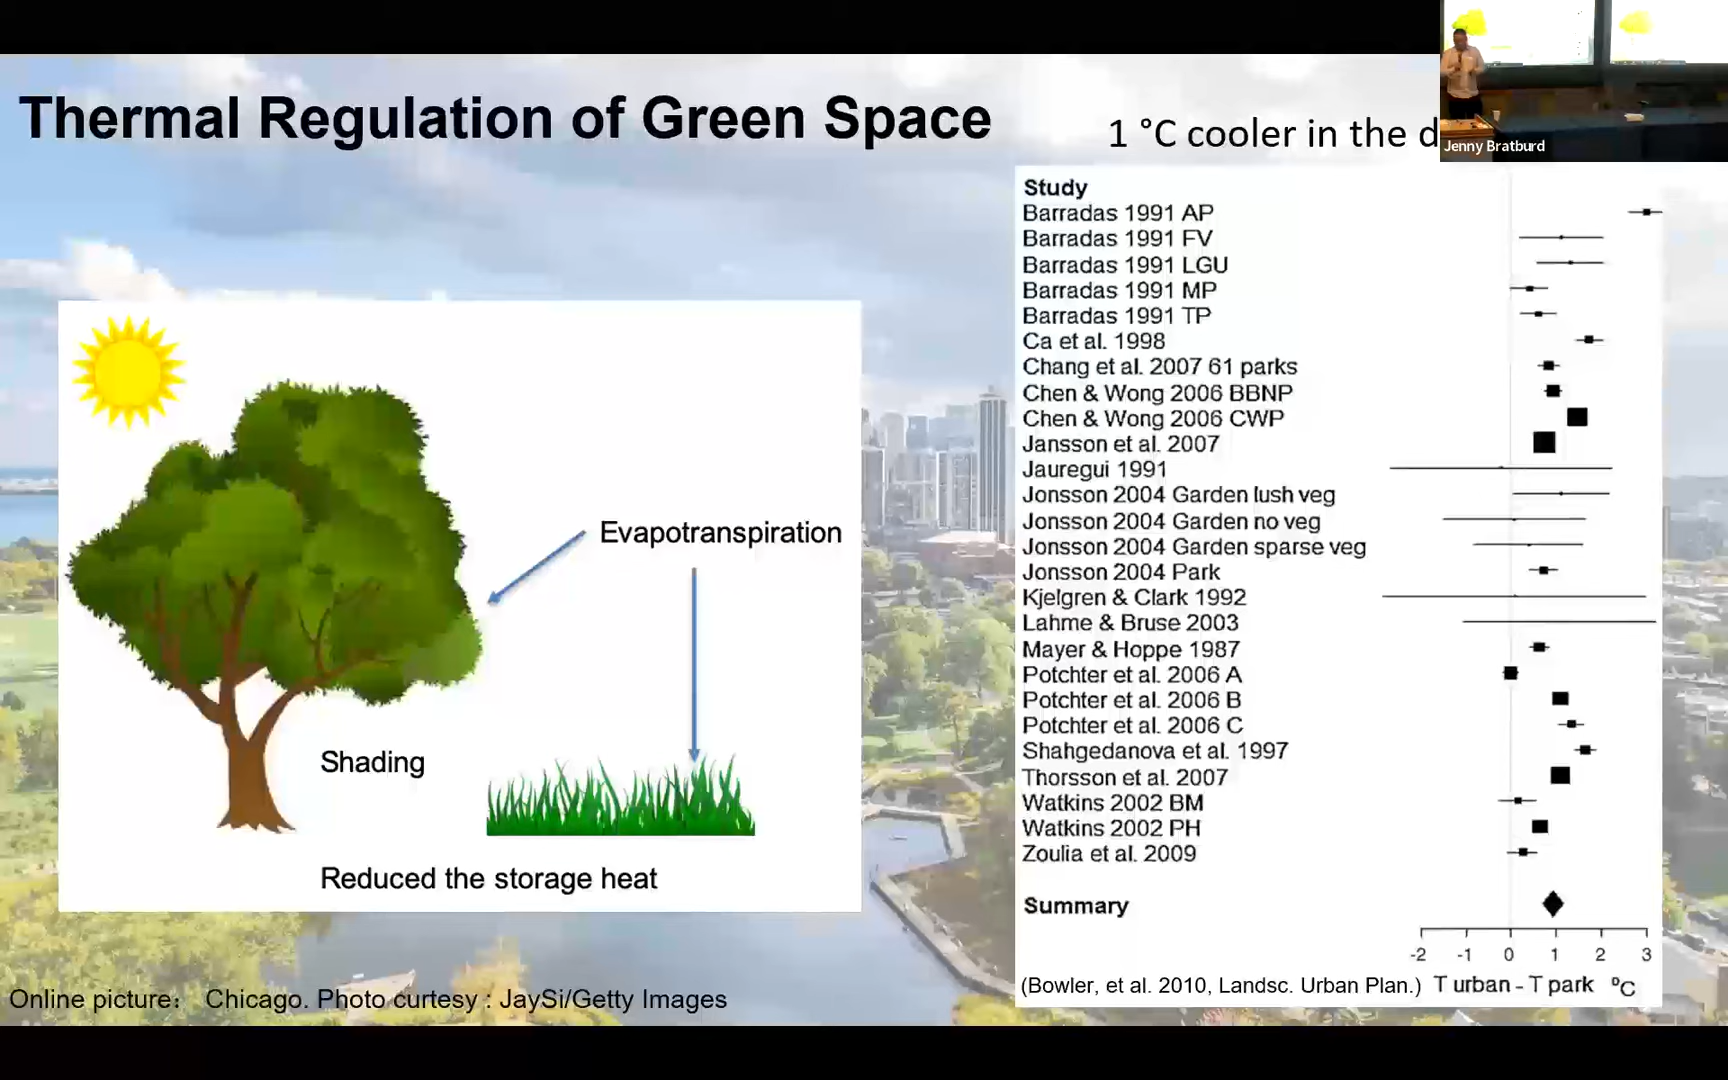 Thermal Regulation of Green Space
1 °C cooler in the d
Jenny Bratburd
Evapotranspiration
Shading
Reduced the storage heat
Online picture： Chicago. Photo curtesy : JaySi/Getty Images
Study
Barradas 1991 AP
Barradas 1991 FV
Barradas 1991 LGU
Barradas 1991 MP
Barradas 1991 TP
Ca et al. 1998
Chang et al. 2007 61 parks
Chen & Wong 2006 BBNP
Chen & Wong 2006 CWP
Jansson et al. 2007
Jauregui 1991
Jonsson 2004 Garden lush veg
Jonsson 2004 Garden no veg
Jonsson 2004 Garden sparse veg
Jonsson 2004 Park
Kjelgren & Clark 1992
Lahme & Bruse 2003
Mayer & Hoppe 1987
Potchter et al. 2006 A
Potchter et al. 2006 B
Potchter et al. 2006 C
Shahgedanova et al. 1997
Thorsson et al. 2007
Watkins 2002 BM
Watkins 2002 PH
Zoulia et al. 2009
Summary
-2 -1 0 1 2 3
(Bowler, et al. 2010, Landsc. Urban Plan.) T urban - T park ºC